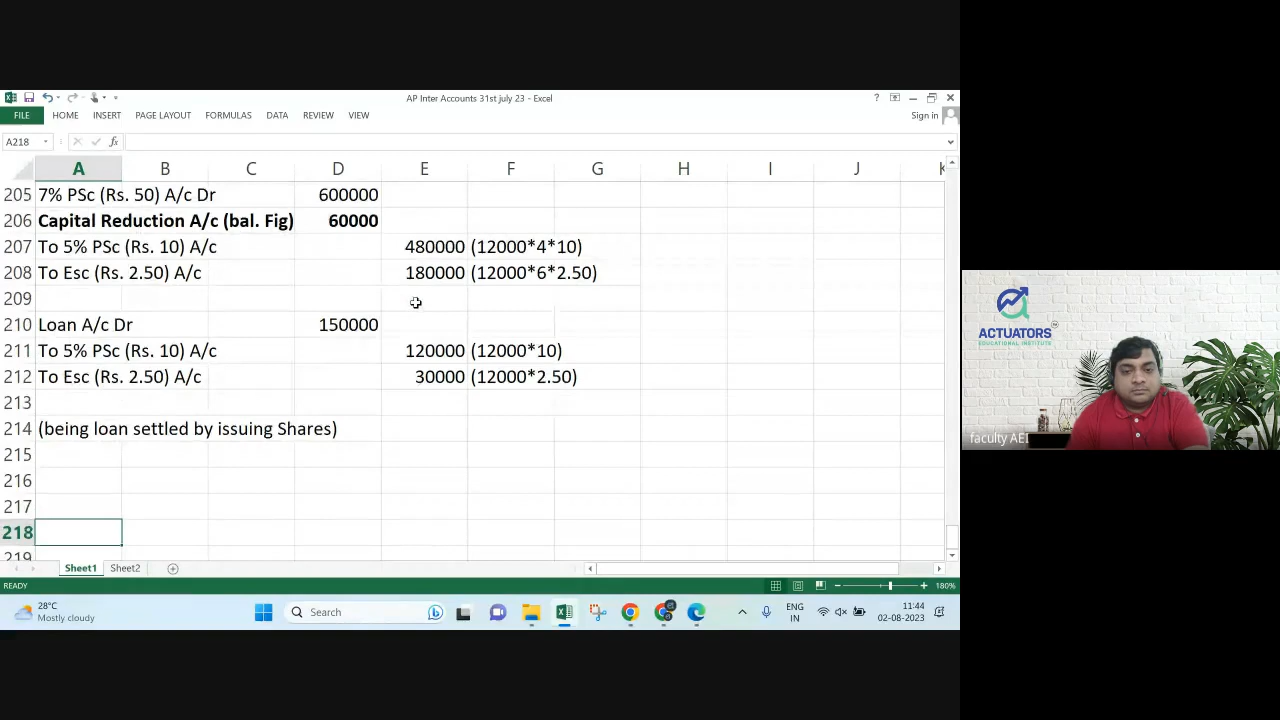 AP Inter Accounts 31st july 23 - Excel
?
FILE HOME INSERT PAGE LAYOUT FORMULAS DATA REVIEW VIEW Sign in
A218 fx
A B C D E F G H I J K
205 7% PSc (Rs. 50) A/c Dr 600000
206 Capital Reduction A/c (bal. Fig) 60000
207 To 5% PSc (Rs. 10) A/c 480000 (12000*4*10)
208 To Esc (Rs. 2.50) A/c 180000 (12000*6*2.50)
209
210 Loan A/c Dr 150000
211 To 5% PSc (Rs. 10) A/c 120000 (12000*10)
212 To Esc (Rs. 2.50) A/c 30000 (12000*2.50)
213
214 (being loan settled by issuing Shares)
215
216
217
218
219
Sheet1 Sheet2
READY 180%
28°C
Mostly cloudy
Search
ENG
IN
11:44
02-08-2023
ACTUATORS
EDUCATIONAL INSTITUTE
faculty AEI